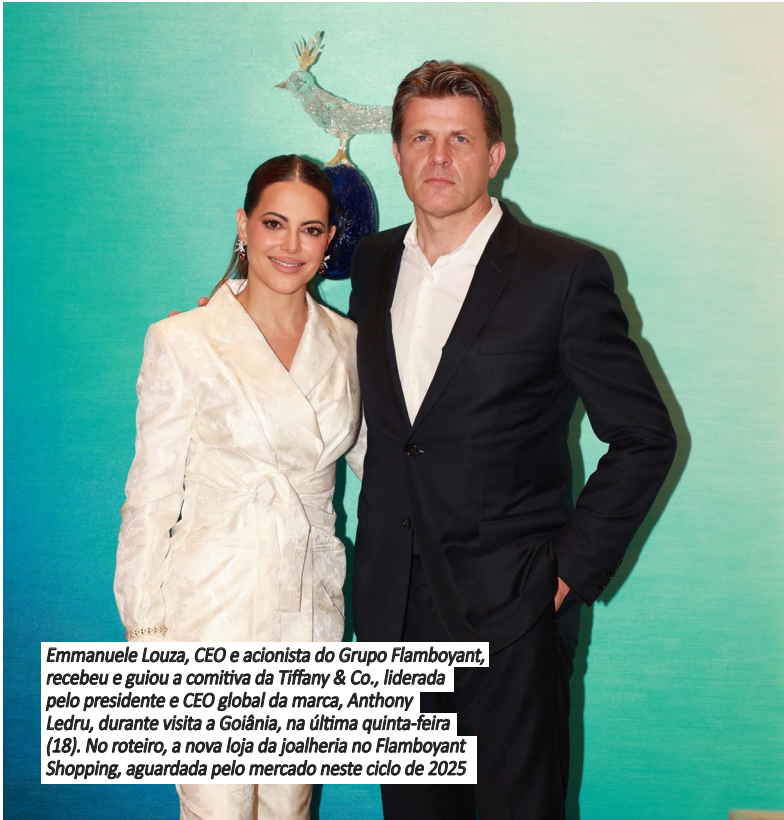 Emmanuele Louza, CEO e acionista do Grupo Flamboyant,
recebeu e guiou a comitiva da Tiffany & Co., liderada
pelo presidente e CEO global da marca, Anthony
Ledru, durante visita a Goiânia, na última quinta-feira
(18). No roteiro, a nova loja da joalheria no Flamboyant
Shopping, aguardada pelo mercado neste ciclo de 2025